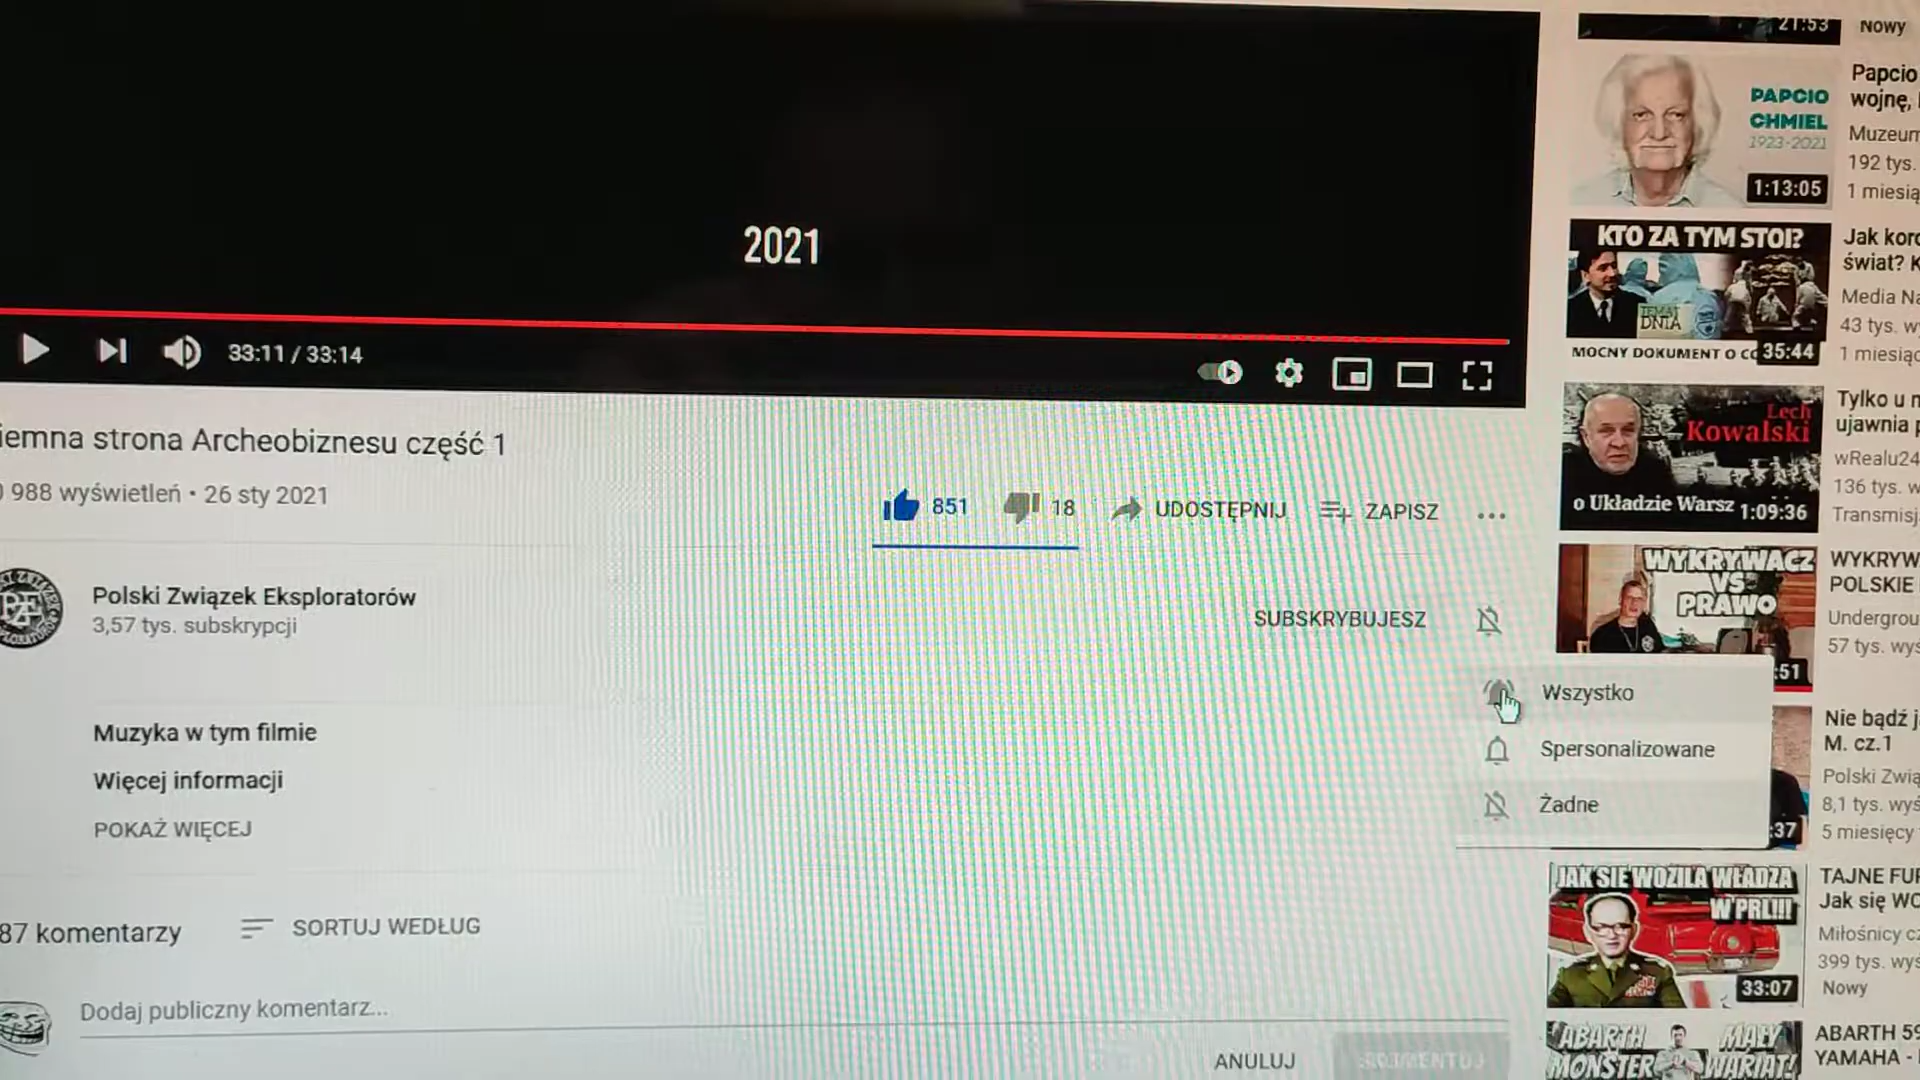 2021
33:11 / 33:14
iemna strona Archeobiznesu część 1
988 wyświetleń • 26 sty 2021
851
18
UDOSTĘPNIJ
ZAPISZ
Polski Związek Eksploratorów
3,57 tys. subskrypcji
SUBSKRYBUJESZ
Wszystko
Spersonalizowane
Żadne
Muzyka w tym filmie
Więcej informacji
POKAŻ WIĘCEJ
87 komentarzy
SORTUJ WEDŁUG
Dodaj publiczny komentarz...
ANULUJ
SKOMENTUJ
21:53
Nowy
PAPCIO
CHMIEL
1923-2021
1:13:05
Papcio
wojnę,
Muzeum
192 tys.
1 miesią
KTO ZA TYM STOI?
TEMAT
DNIA
MOCNY DOKUMENT O CO
35:44
Jak koro
świat? K
Media Na
43 tys. w
1 miesiąc
Lech
Kowalski
o Układzie Warsz
1:09:36
Tylko u n
ujawnia p
wRealu24
136 tys. w
Transmisj
WYKRYWACZ
VS
PRAWO
:51
WYKRYW
POLSKIE
Undergrou
57 tys. wyś
:37
Nie bądź j
M. cz.1
Polski Zwią
8,1 tys. wyś
5 miesięcy
JAK SIĘ WOZIŁA WŁADZA
W PRL!!!
33:07
TAJNE FUR
Jak się WO
Miłośnicy cz
399 tys. wyś
Nowy
ABARTH
MONSTER
MAŁY
WARIAT!
ABARTH 59
YAMAHA -